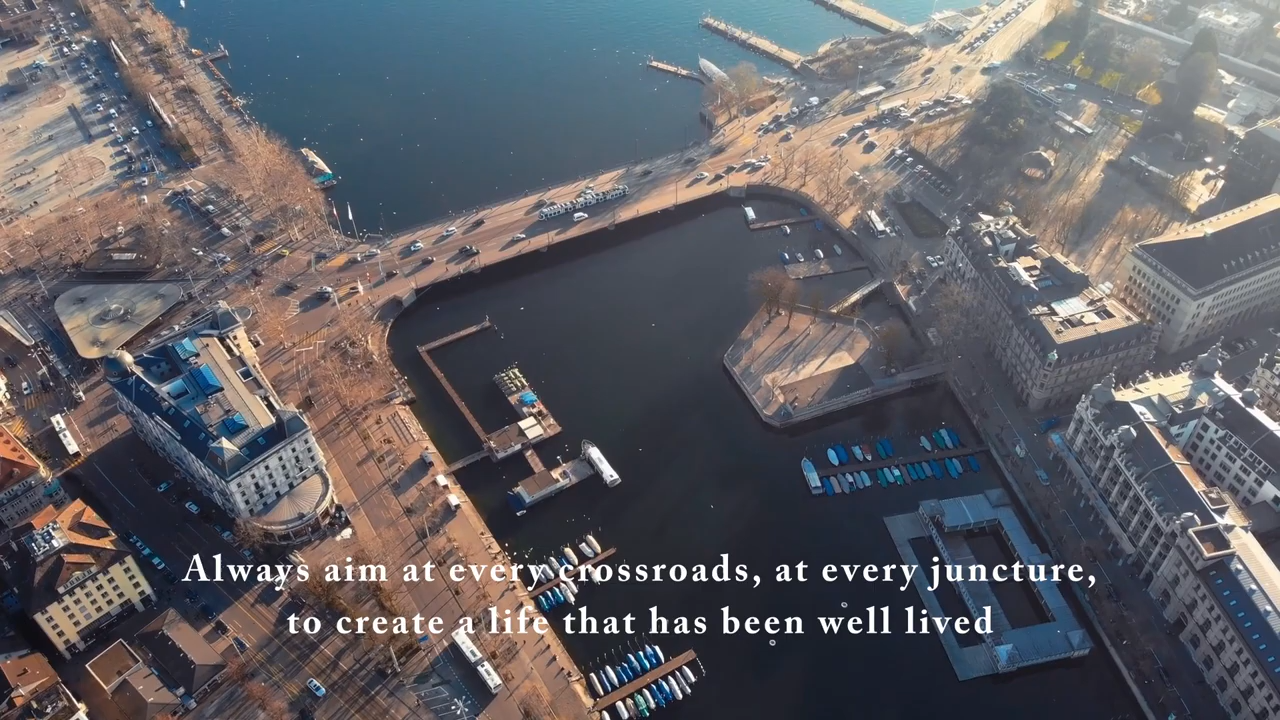 Always aim at every crossroads, at every juncture,
to create a life that has been well lived